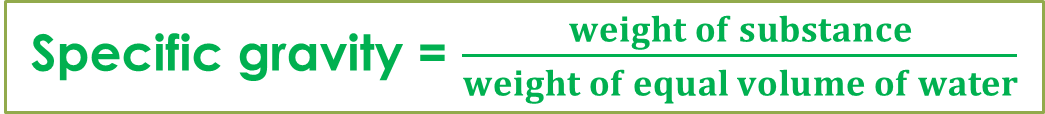 Specific gravity = weight of substance
weight of equal volume of water